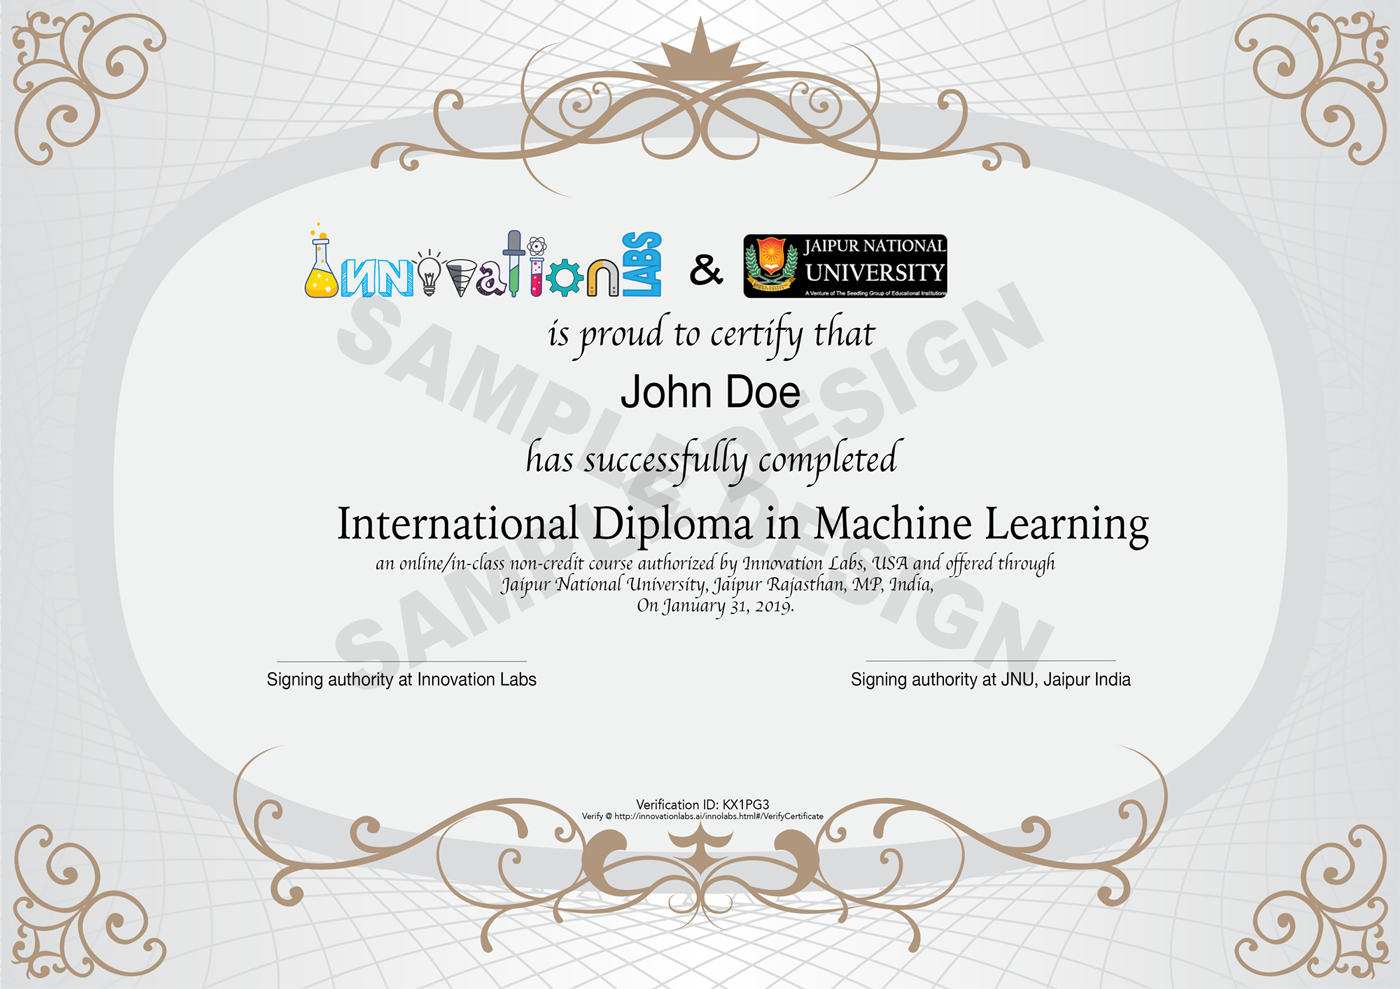 innovation LABS & JAIPUR NATIONAL UNIVERSITY
A Venture of The Seedling Group of Educational Institutions
is proud to certify that
John Doe
has successfully completed
International Diploma in Machine Learning
an online/in-class non-credit course authorized by Innovation Labs, USA and offered through
Jaipur National University, Jaipur Rajasthan, MP, India,
On January 31, 2019.
Signing authority at Innovation Labs
Signing authority at JNU, Jaipur India
Verification ID: KX1PG3
Verify @ http://innovationlabs.ai/innolabs.html#/VerifyCertificate
SAMPLE DESIGN
SAMPLE DESIGN